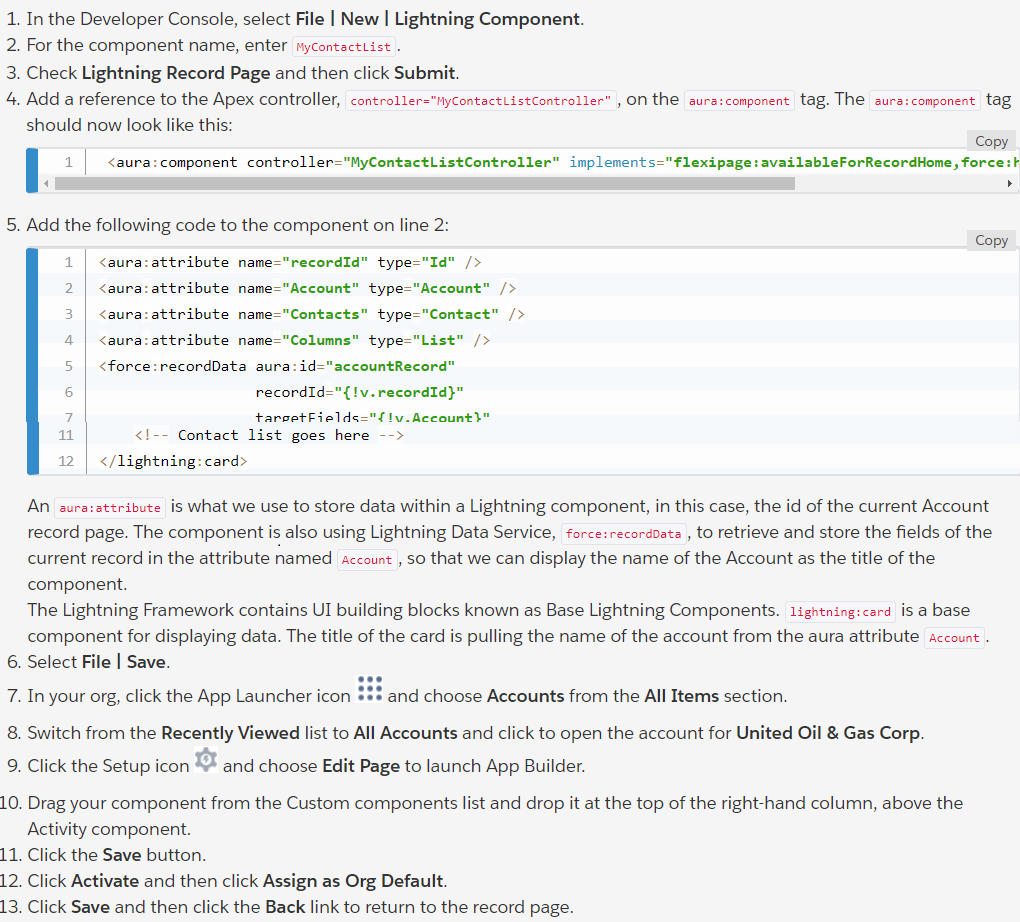 1. In the Developer Console, select File | New | Lightning Component.
2. For the component name, enter MyContactList.
3. Check Lightning Record Page and then click Submit.
4. Add a reference to the Apex controller, controller="MyContactListController", on the aura:component tag. The aura:component tag
should now look like this:
Copy
1 <aura:component controller="MyContactListController" implements="flexipage:availableForRecordHome,force:h
5. Add the following code to the component on line 2:
Copy
1 <aura:attribute name="recordId" type="Id" />
2 <aura:attribute name="Account" type="Account" />
3 <aura:attribute name="Contacts" type="Contact" />
4 <aura:attribute name="Columns" type="List" />
5 <force:recordData aura:id="accountRecord"
6 recordId="{!v.recordId}"
7 targetFields="{!v.Account}"
11 <!-- Contact list goes here -->
12 </lightning:card>
An aura:attribute is what we use to store data within a Lightning component, in this case, the id of the current Account
record page. The component is also using Lightning Data Service, force:recordData, to retrieve and store the fields of the
current record in the attribute named Account, so that we can display the name of the Account as the title of the
component.
The Lightning Framework contains UI building blocks known as Base Lightning Components. lightning:card is a base
component for displaying data. The title of the card is pulling the name of the account from the aura attribute Account.
6. Select File | Save.
7. In your org, click the App Launcher icon and choose Accounts from the All Items section.
8. Switch from the Recently Viewed list to All Accounts and click to open the account for United Oil & Gas Corp.
9. Click the Setup icon and choose Edit Page to launch App Builder.
10. Drag your component from the Custom components list and drop it at the top of the right-hand column, above the
Activity component.
11. Click the Save button.
12. Click Activate and then click Assign as Org Default.
13. Click Save and then click the Back link to return to the record page.